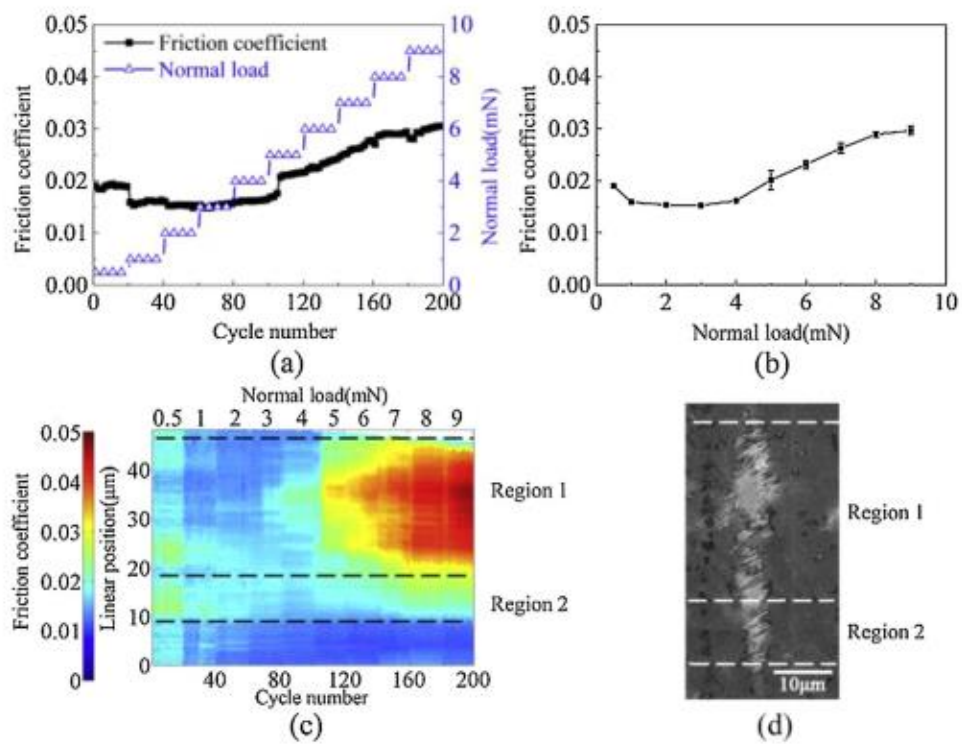 0.05
0.04
0.03
0.02
0.01
0.00
Friction coefficient
Friction coefficient
Normal load
10
8
6
4
2
0
Normal load(mN)
0 40 80 120 160 200
Cycle number
(a)
0.05
0.04
0.03
0.02
0.01
0.00
Friction coefficient
0 2 4 6 8 10
Normal load(mN)
(b)
Normal load(mN)
0.5 1 2 3 4 5 6 7 8 9
0.05
0.04
0.03
0.02
0.01
0
Friction coefficient
Linear position(μm)
40
30
20
10
0
Region 1
Region 2
40 80 120 160 200
Cycle number
(c)
Region 1
Region 2
10μm
(d)